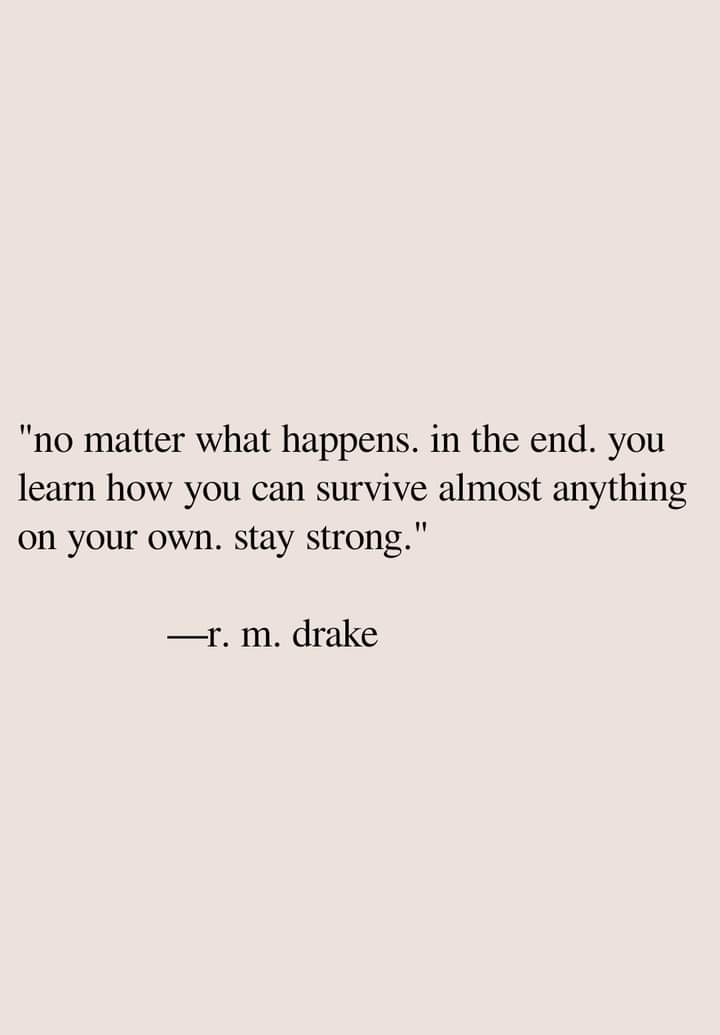 "no matter what happens. in the end. you
learn how you can survive almost anything
on your own. stay strong."
—r. m. drake